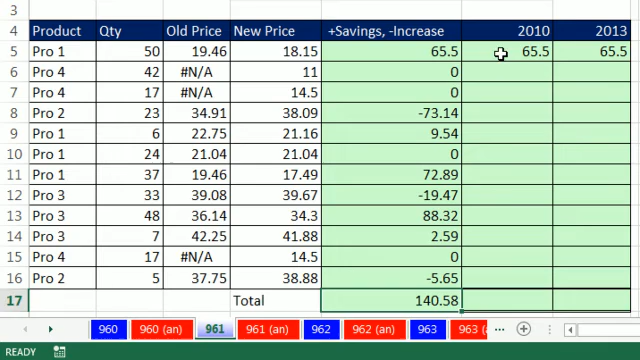 3
4 Product Qty Old Price New Price +Savings, -Increase 2010 2013
5 Pro 1 50 19.46 18.15 65.5 65.5 65.5
6 Pro 4 42 #N/A 11 0
7 Pro 4 17 #N/A 14.5 0
8 Pro 2 23 34.91 38.09 -73.14
9 Pro 1 6 22.75 21.16 9.54
10 Pro 1 24 21.04 21.04 0
11 Pro 1 37 19.46 17.49 72.89
12 Pro 3 33 39.08 39.67 -19.47
13 Pro 3 48 36.14 34.3 88.32
14 Pro 3 7 42.25 41.88 2.59
15 Pro 4 17 #N/A 14.5 0
16 Pro 2 5 37.75 38.88 -5.65
17 Total 140.58
960 960 (an) 961 961 (an) 962 962 (an) 963 963 (a ...
READY